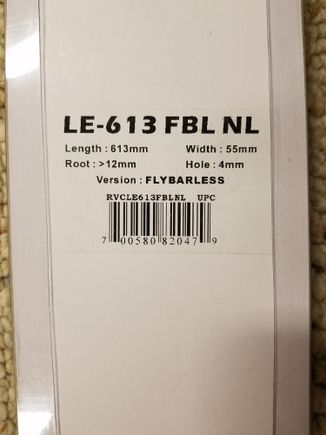 LE-613 FBL NL
Length : 613mm Width : 55mm
Root : >12mm Hole : 4mm
Version : FLYBARLESS
RVCLE613FBLNL UPC
7 00580 82047 9